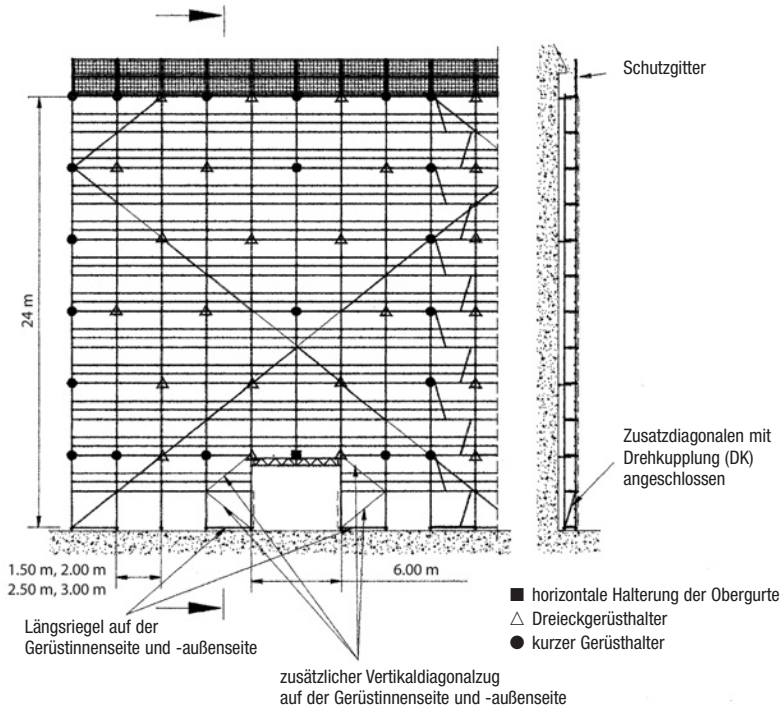 Schutzgitter
24 m
Zusatzdiagonalen mit
Drehkupplung (DK)
angeschlossen
1.50 m, 2.00 m
2.50 m, 3.00 m
6.00 m
Längsriegel auf der
Gerüstinnenseite und -außenseite
zusätzlicher Vertikaldiagonalzug
auf der Gerüstinnenseite und -außenseite
■ horizontale Halterung der Obergurte
△ Dreieckgerüsthalter
● kurzer Gerüsthalter